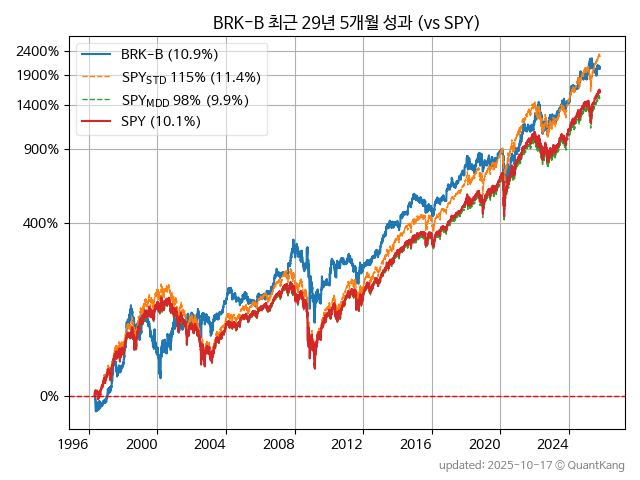 BRK-B 최근 29년 5개월 성과 (vs SPY)
2400%
1900%
1400%
900%
400%
0%
BRK-B (10.9%)
SPY_STD 115% (11.4%)
SPY_MDD 98% (9.9%)
SPY (10.1%)
1996 2000 2004 2008 2012 2016 2020 2024
updated: 2025-10-17 © QuantKang